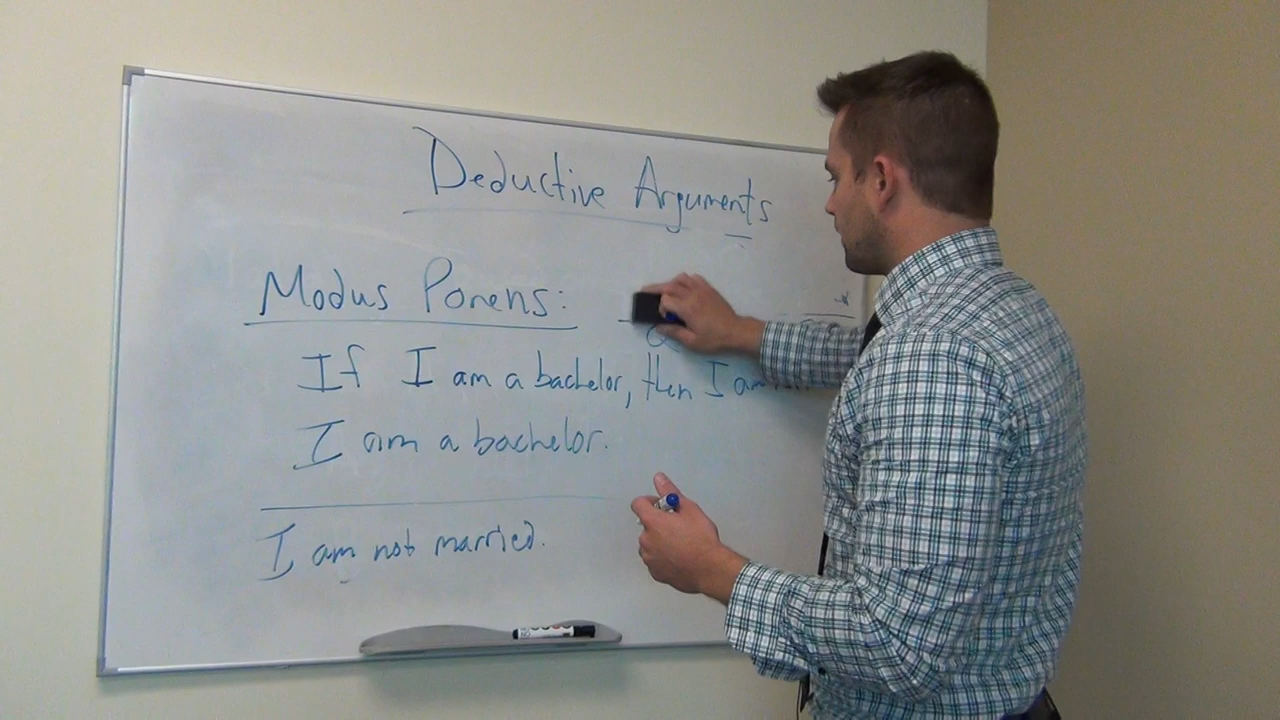 Deductive Arguments
Modus Ponens:
If I am a bachelor, then I am
I am a bachelor.
I am not married.